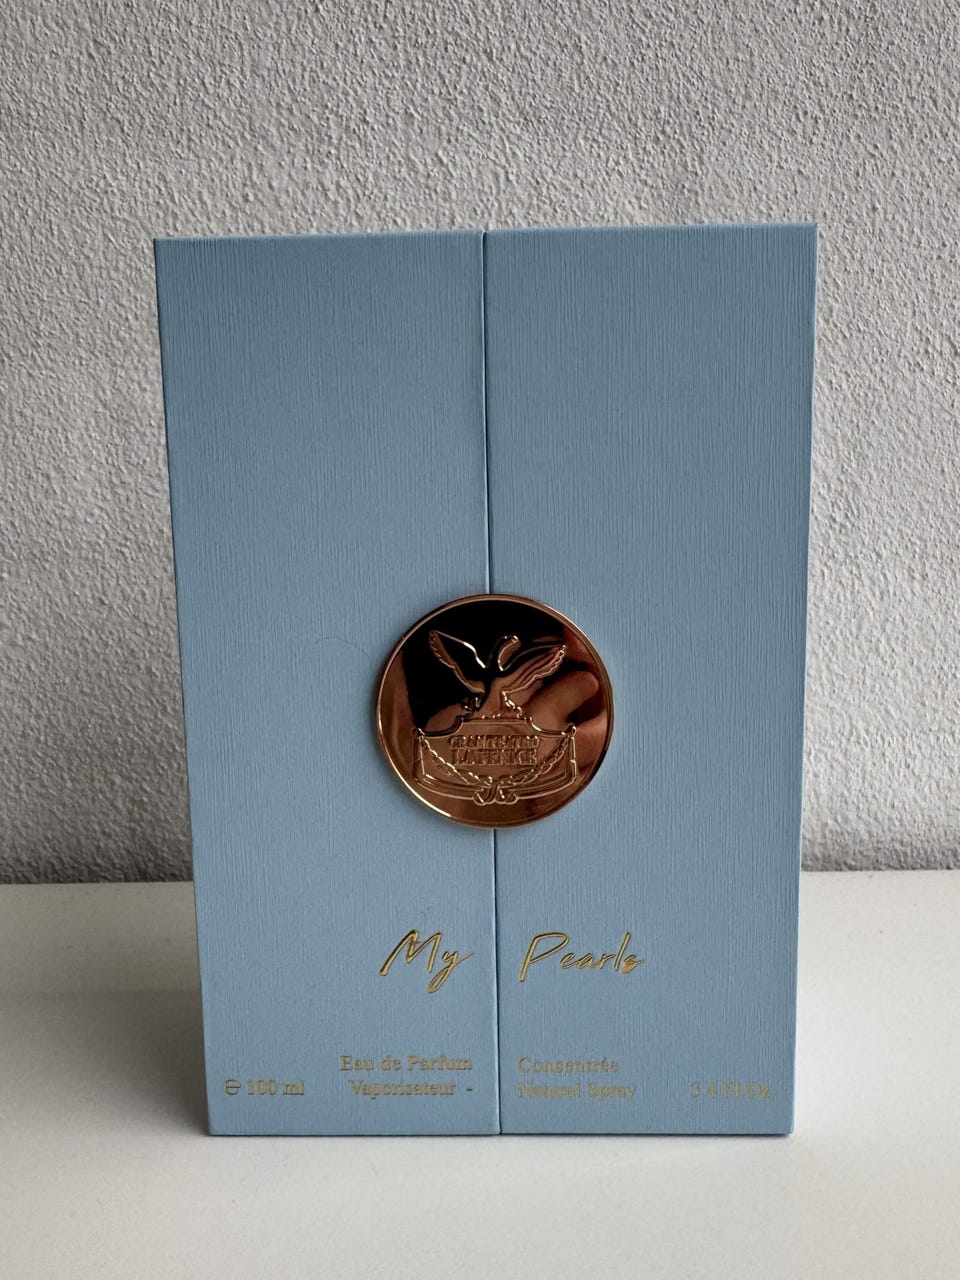 GRAN TEATRO
LA FENICE
My Pearls
Eau de Parfum Concentrée
℮ 100 ml Vaporisateur - Natural Spray 3.4 Fl.Oz